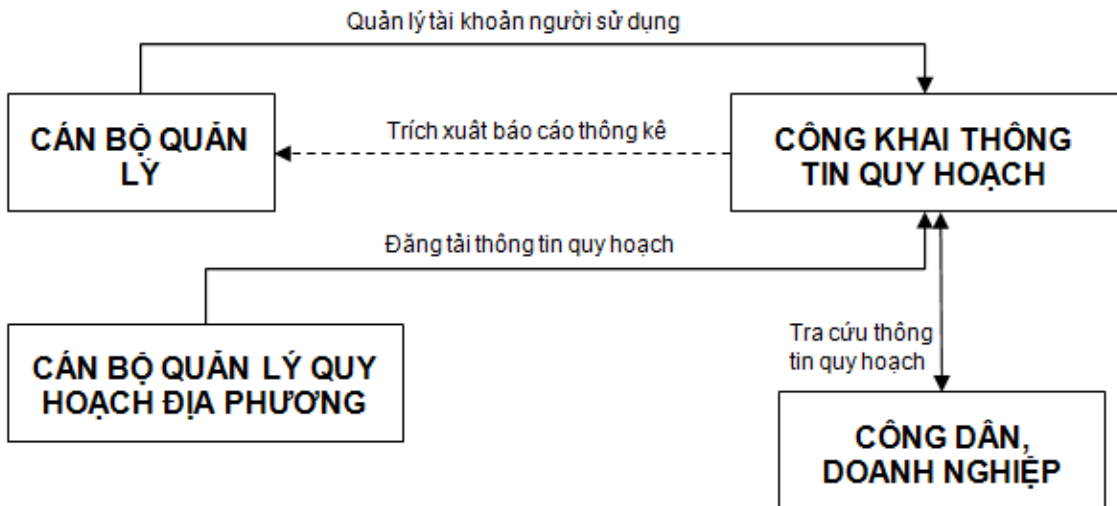 Quản lý tài khoản người sử dụng
CÁN BỘ QUẢN
LÝ
Trích xuất báo cáo thông kê
CÔNG KHAI THÔNG
TIN QUY HOẠCH
Đăng tải thông tin quy hoạch
CÁN BỘ QUẢN LÝ QUY
HOẠCH ĐỊA PHƯƠNG
Tra cứu thông
tin quy hoạch
CÔNG DÂN,
DOANH NGHIỆP